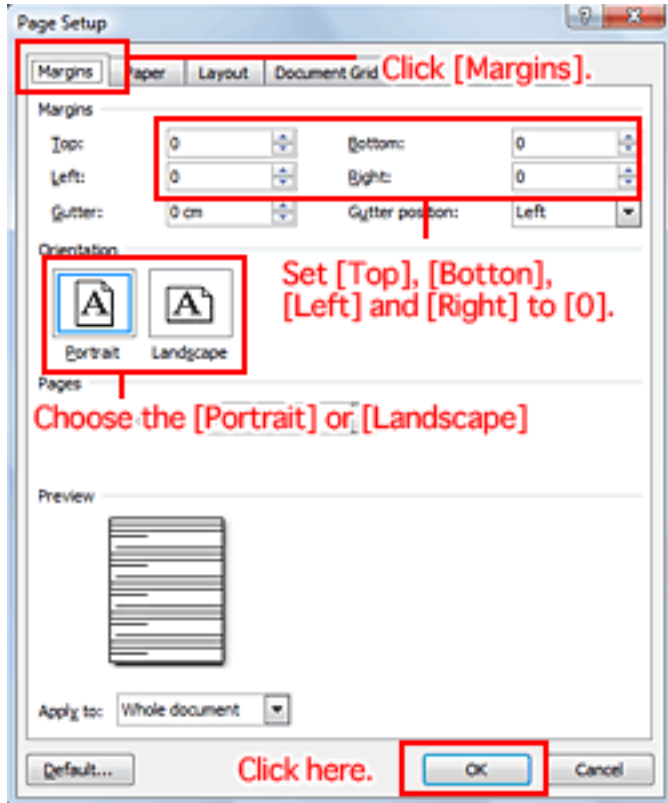 Page Setup
Margins Paper Layout Document Grid Click [Margins].
Margins
Top: 0 Bottom: 0
Left: 0 Right: 0
Gutter: 0 cm Gutter position: Left
Orientation
Set [Top], [Botton],
[Left] and [Right] to [0].
A A
Portrait Landscape
Pages
Choose the [Portrait] or [Landscape]
Preview
Apply to: Whole document
Default... Click here. OK Cancel